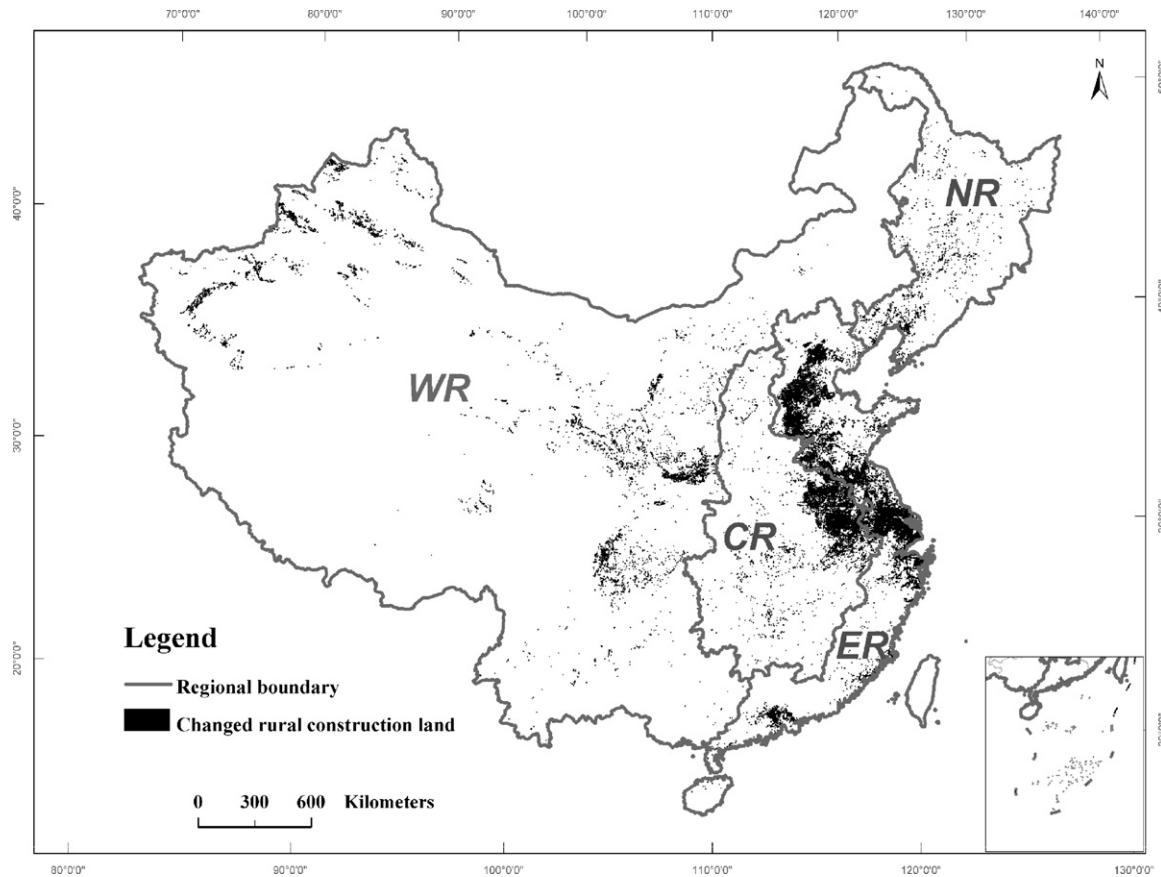 70°0'0" 80°0'0" 90°0'0" 100°0'0" 110°0'0" 120°0'0" 130°0'0" 140°0'0"
N
NR
40°0'0"
WR
30°0'0"
CR
ER
Legend
20°0'0"
Regional boundary
Changed rural construction land
0 300 600 Kilometers
80°0'0" 90°0'0" 100°0'0" 110°0'0" 120°0'0" 130°0'0"